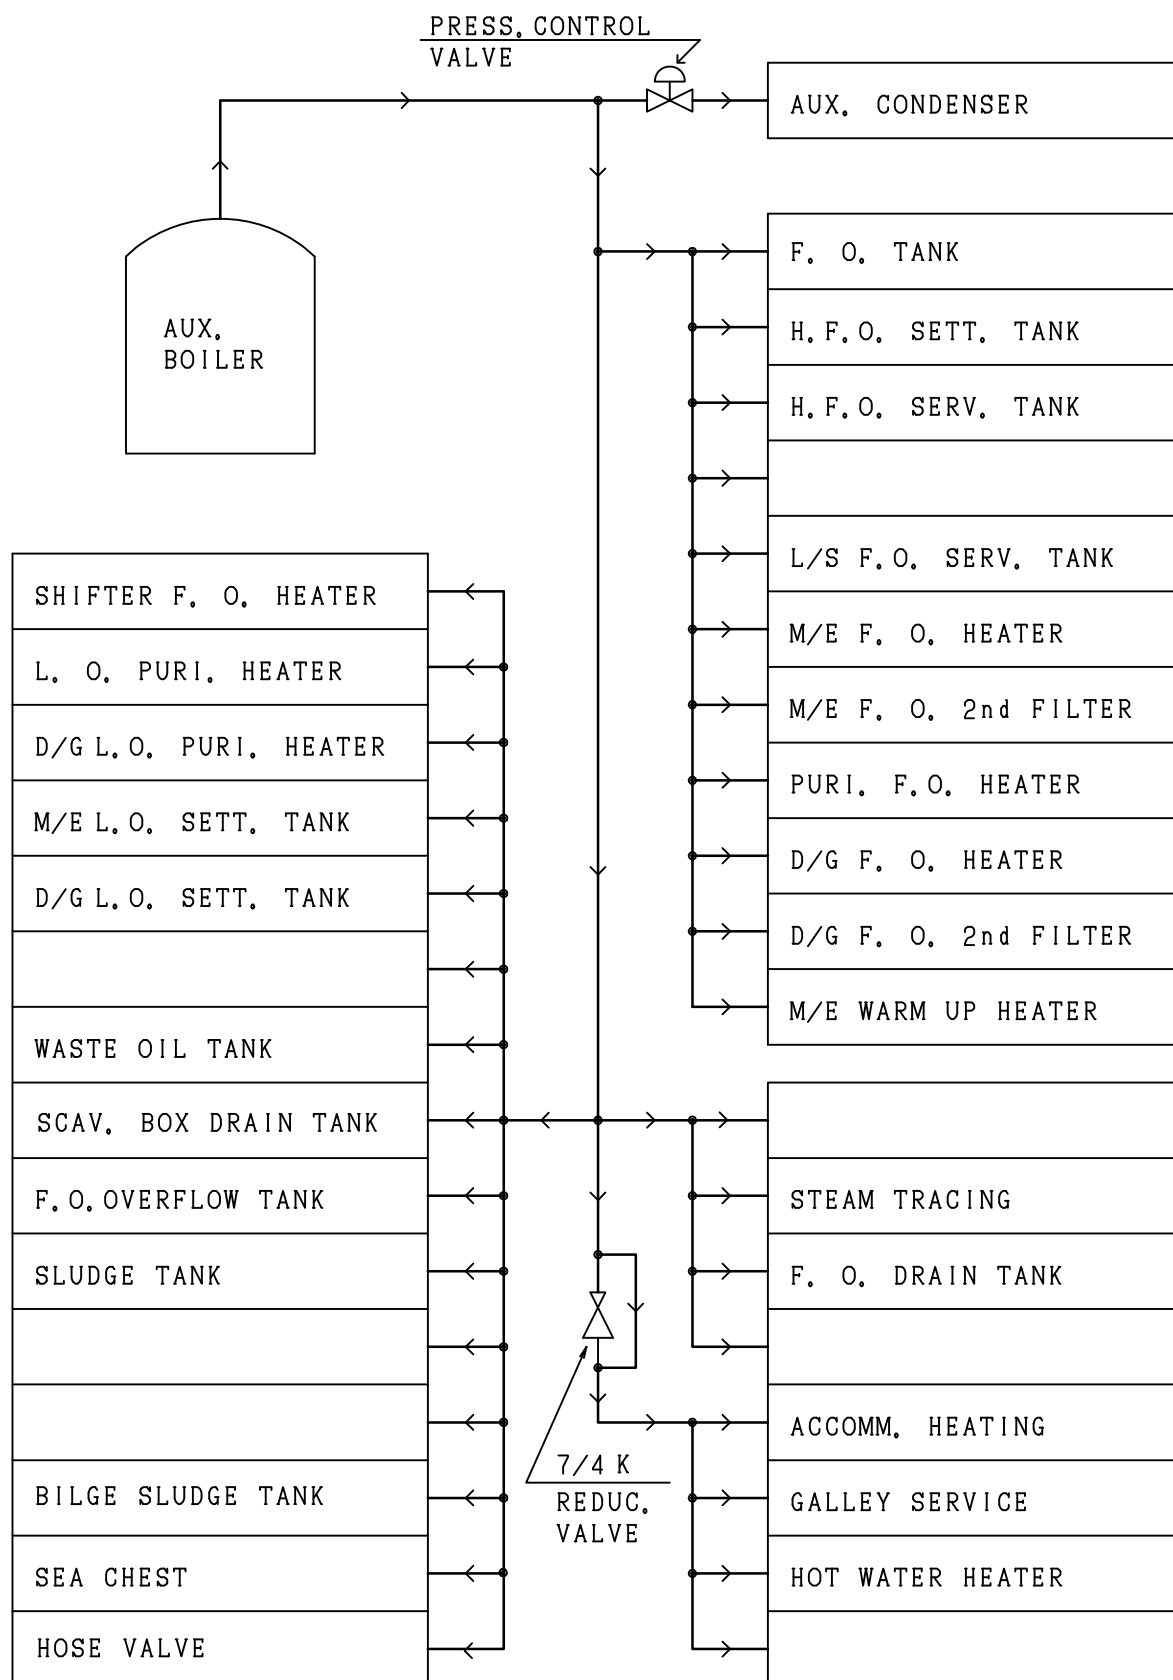 PRESS. CONTROL
VALVE
AUX. CONDENSER
AUX.
BOILER
F. O. TANK
H.F.O. SETT. TANK
H.F.O. SERV. TANK
L/S F.O. SERV. TANK
M/E F. O. HEATER
M/E F. O. 2nd FILTER
PURI. F.O. HEATER
D/G F. O. HEATER
D/G F. O. 2nd FILTER
M/E WARM UP HEATER
SHIFTER F. O. HEATER
L. O. PURI. HEATER
D/G L.O. PURI. HEATER
M/E L.O. SETT. TANK
D/G L.O. SETT. TANK
WASTE OIL TANK
SCAV. BOX DRAIN TANK
F.O.OVERFLOW TANK
SLUDGE TANK
BILGE SLUDGE TANK
SEA CHEST
HOSE VALVE
7/4 K
REDUC.
VALVE
STEAM TRACING
F. O. DRAIN TANK
ACCOMM. HEATING
GALLEY SERVICE
HOT WATER HEATER